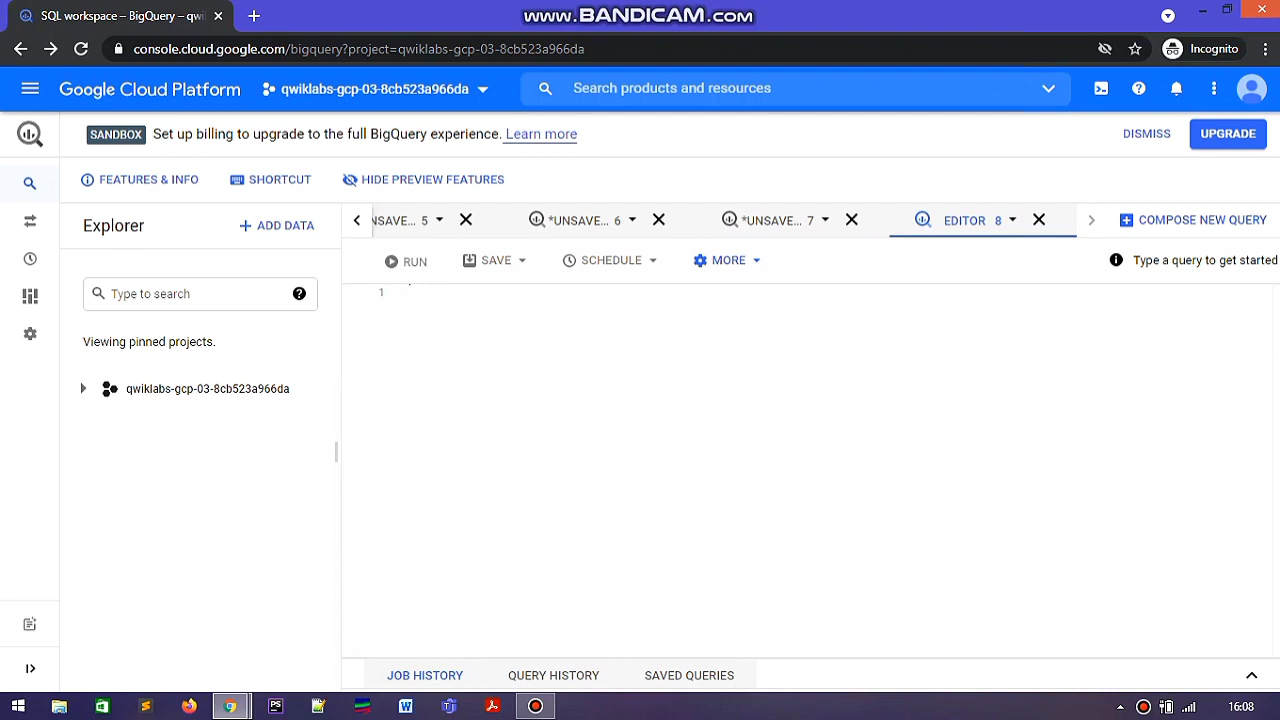 SQL workspace – BigQuery – qwi
www.BANDICAM.com
console.cloud.google.com/bigquery?project=qwiklabs-gcp-03-8cb523a966da
Incognito
Google Cloud Platform
qwiklabs-gcp-03-8cb523a966da
Search products and resources
SANDBOX Set up billing to upgrade to the full BigQuery experience. Learn more
DISMISS
UPGRADE
FEATURES & INFO
SHORTCUT
HIDE PREVIEW FEATURES
Explorer
+ ADD DATA
NSAVE... 5
*UNSAVE... 6
*UNSAVE... 7
EDITOR 8
COMPOSE NEW QUERY
RUN
SAVE
SCHEDULE
MORE
Type a query to get started
Type to search
1
Viewing pinned projects.
qwiklabs-gcp-03-8cb523a966da
JOB HISTORY
QUERY HISTORY
SAVED QUERIES
16:08